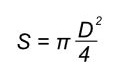 S = π D²/4